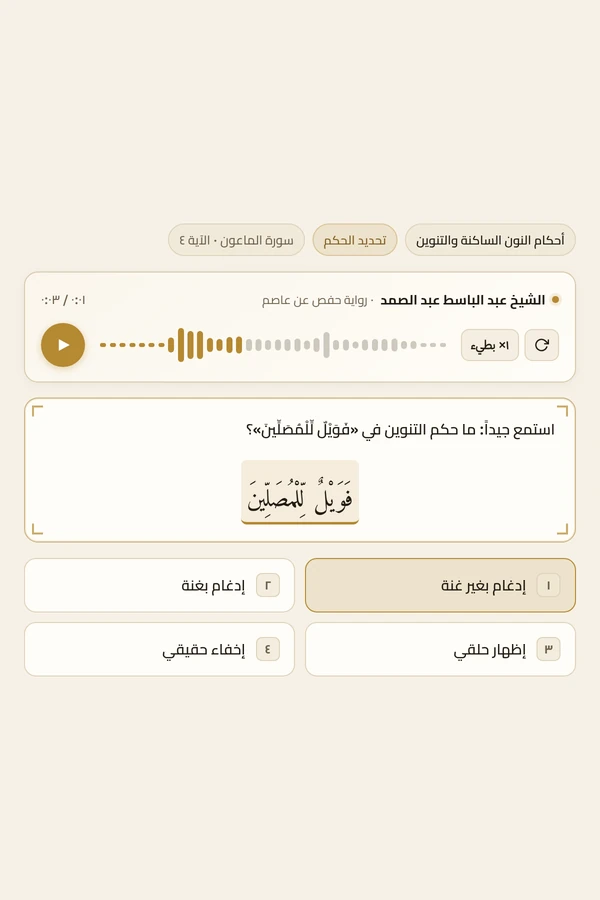 أحكام النون الساكنة والتنوين
تحديد الحكم
سورة الماعون · الآية ٤
الشيخ عبد الباسط عبد الصمد · رواية حفص عن عاصم
٠:٠١ / ٠:٠٣
١× بطيء
استمع جيداً: ما حكم التنوين في «فَوَيْلٌ لِّلْمُصَلِّينَ»؟
فَوَيْلٌ لِّلْمُصَلِّينَ
١ إدغام بغير غنة
٢ إدغام بغنة
٣ إظهار حلقي
٤ إخفاء حقيقي